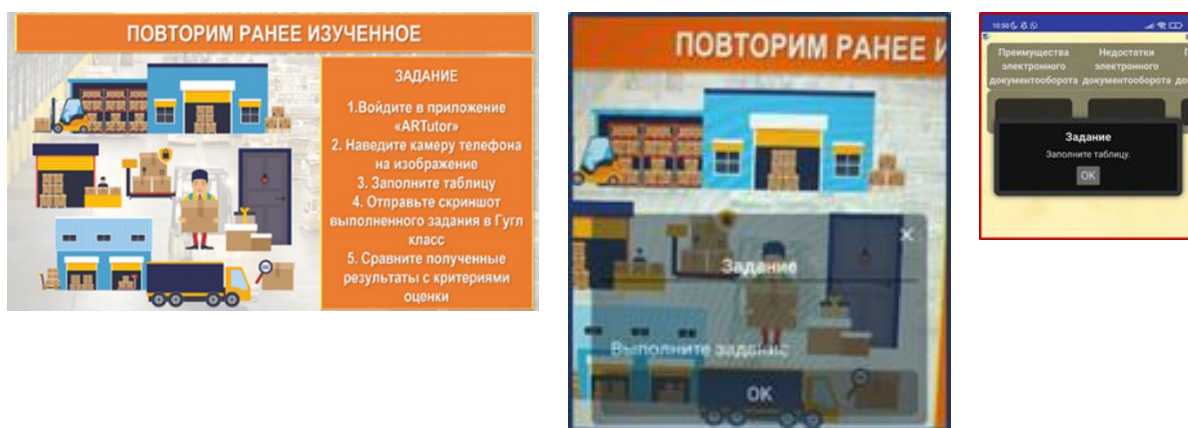 ПОВТОРИМ РАНЕЕ ИЗУЧЕННОЕ
ЗАДАНИЕ
1.Войдите в приложение
«ARTutor»
2. Наведите камеру телефона
на изображение
3. Заполните таблицу
4. Отправьте скриншот
выполненного задания в Гугл
класс
5. Сравните полученные
результаты с критериями
оценки
ПОВТОРИМ РАНЕЕ И
Задание
Выполните задание
OK
10:50
Преимущества
электронного
документооборота
Недостатки
электронного
документооборота
Задание
Заполните таблицу.
OK